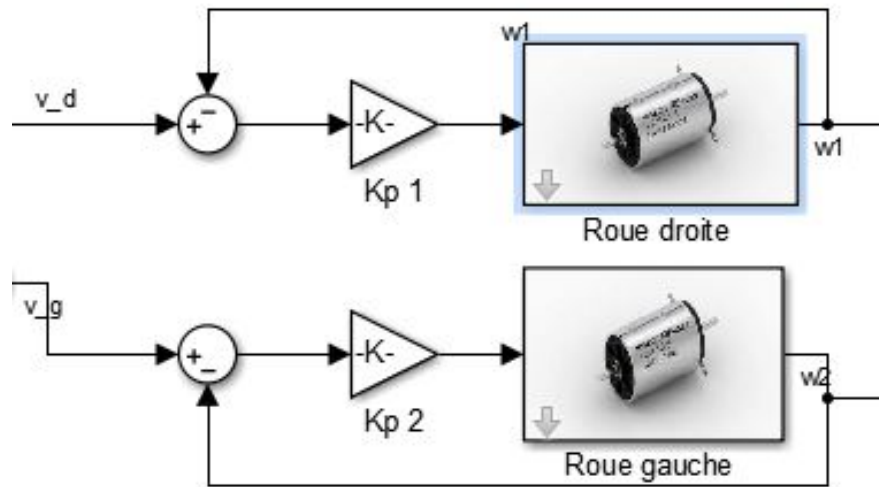 w1
v_d
-K-
w1
Kp 1
Roue droite
v_g
-K-
w2
Kp 2
Roue gauche